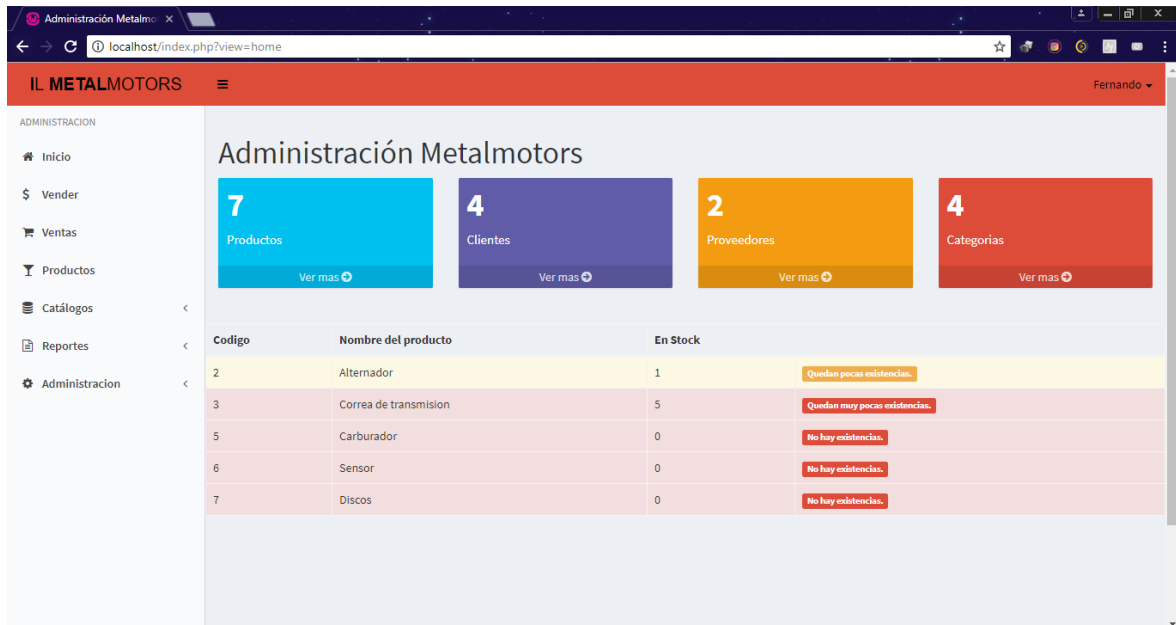 Administración Metalmo
localhost/index.php?view=home
IL METALMOTORS
Fernando
ADMINISTRACION
Inicio
$ Vender
Ventas
Productos
Catálogos
Reportes
Administracion
Administración Metalmotors
7
Productos
Ver mas
4
Clientes
Ver mas
2
Proveedores
Ver mas
4
Categorias
Ver mas
Codigo Nombre del producto En Stock
2 Alternador 1 Quedan pocas existencias.
3 Correa de transmision 5 Quedan muy pocas existencias.
5 Carburador 0 No hay existencias.
6 Sensor 0 No hay existencias.
7 Discos 0 No hay existencias.